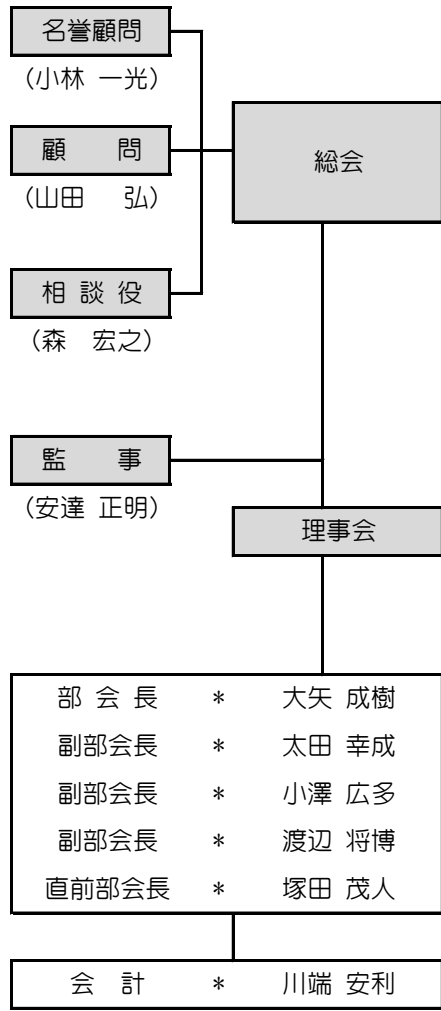 名誉顧問
（小林 一光）
顧　問
（山田　弘）
総会
相 談 役
（森　宏之）
監　事
（安達 正明）
理事会
部 会 長　*　大矢 成樹
副部会長　*　太田 幸成
副部会長　*　小澤 広多
副部会長　*　渡辺 将博
直前部会長　*　塚田 茂人
会　計　*　川端 安利